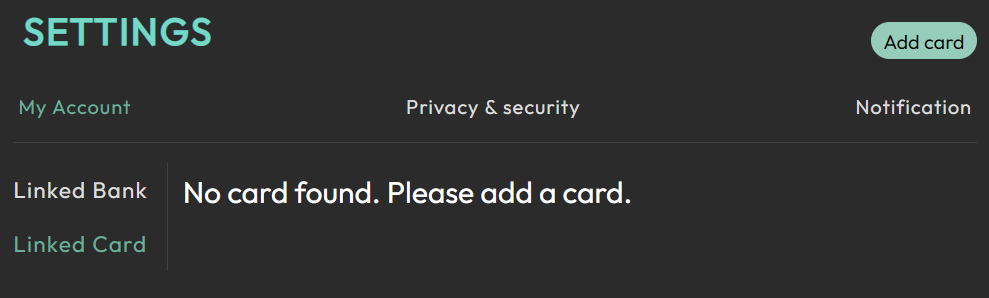 SETTINGS
Add card
My Account
Privacy & security
Notification
Linked Bank
No card found. Please add a card.
Linked Card